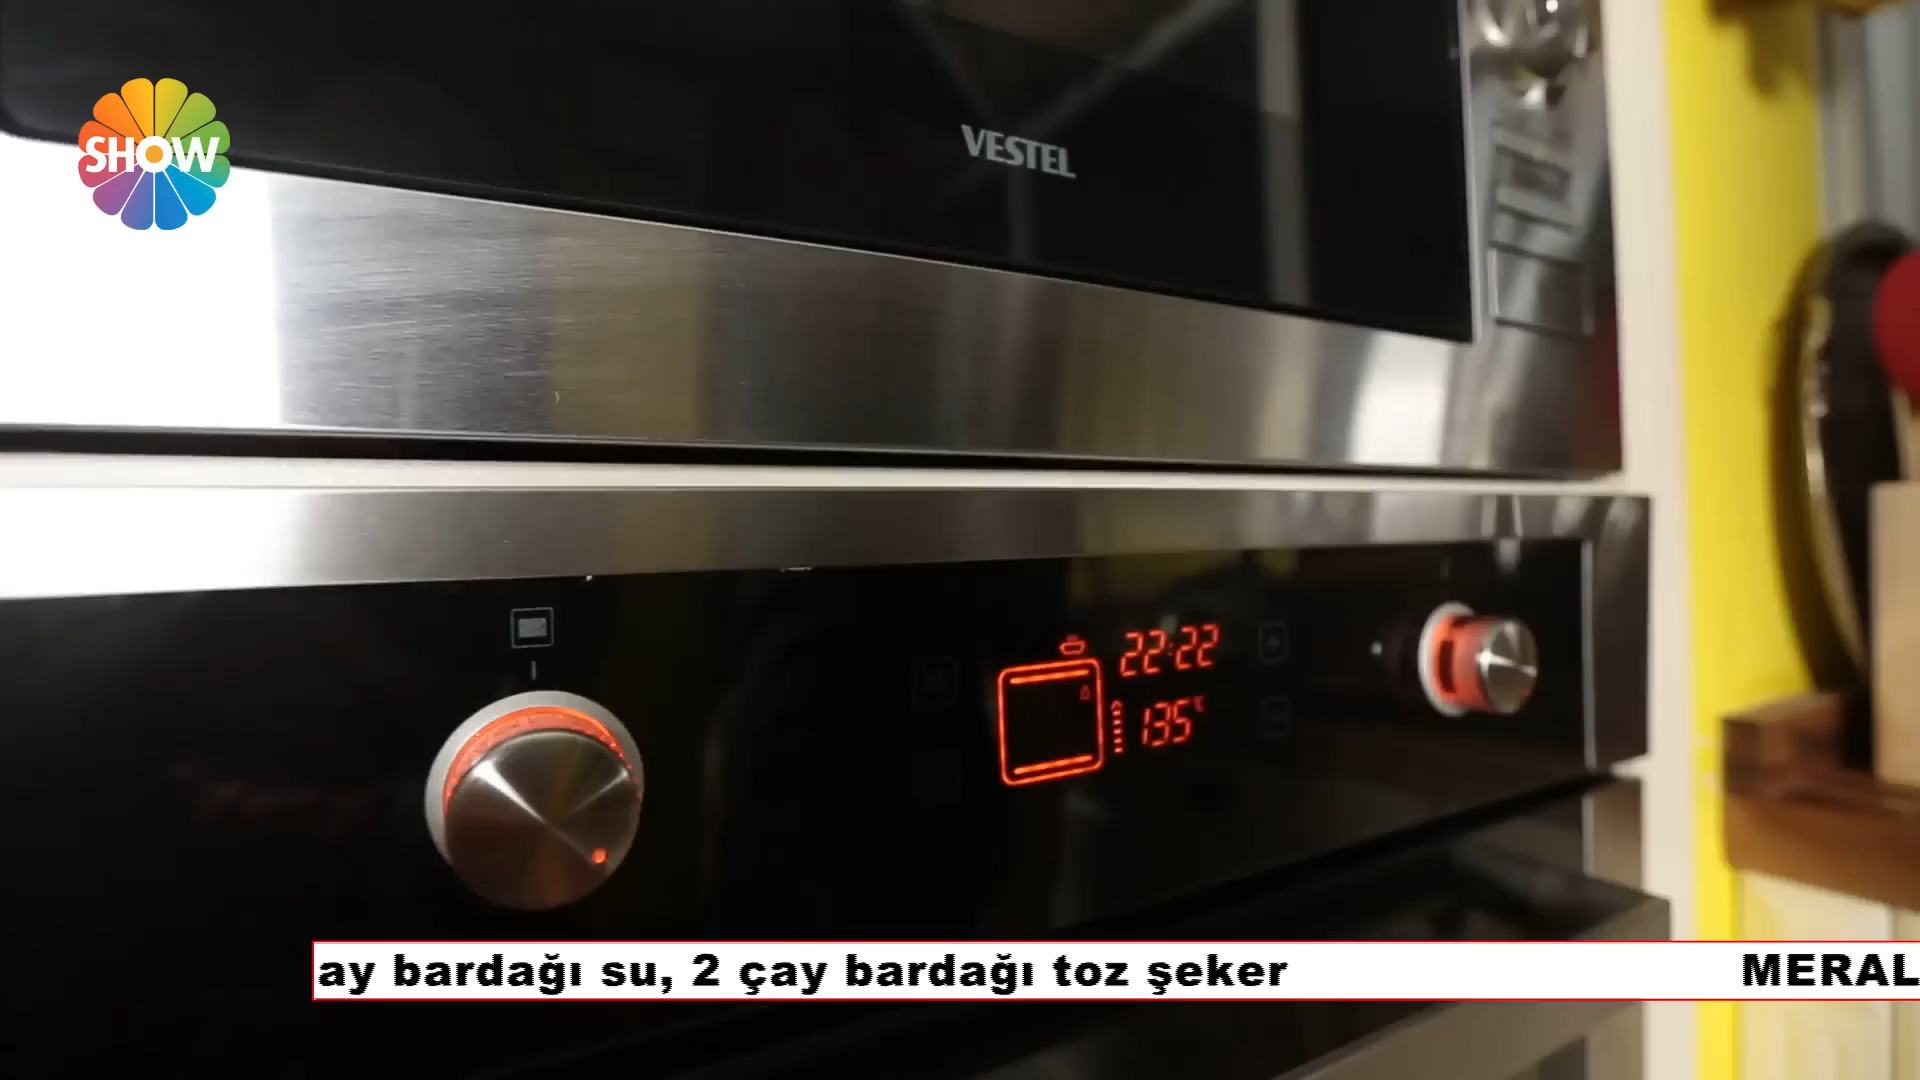 SHOW
VESTEL
22:22
135°C
ay bardağı su, 2 çay bardağı toz şeker
MERAL